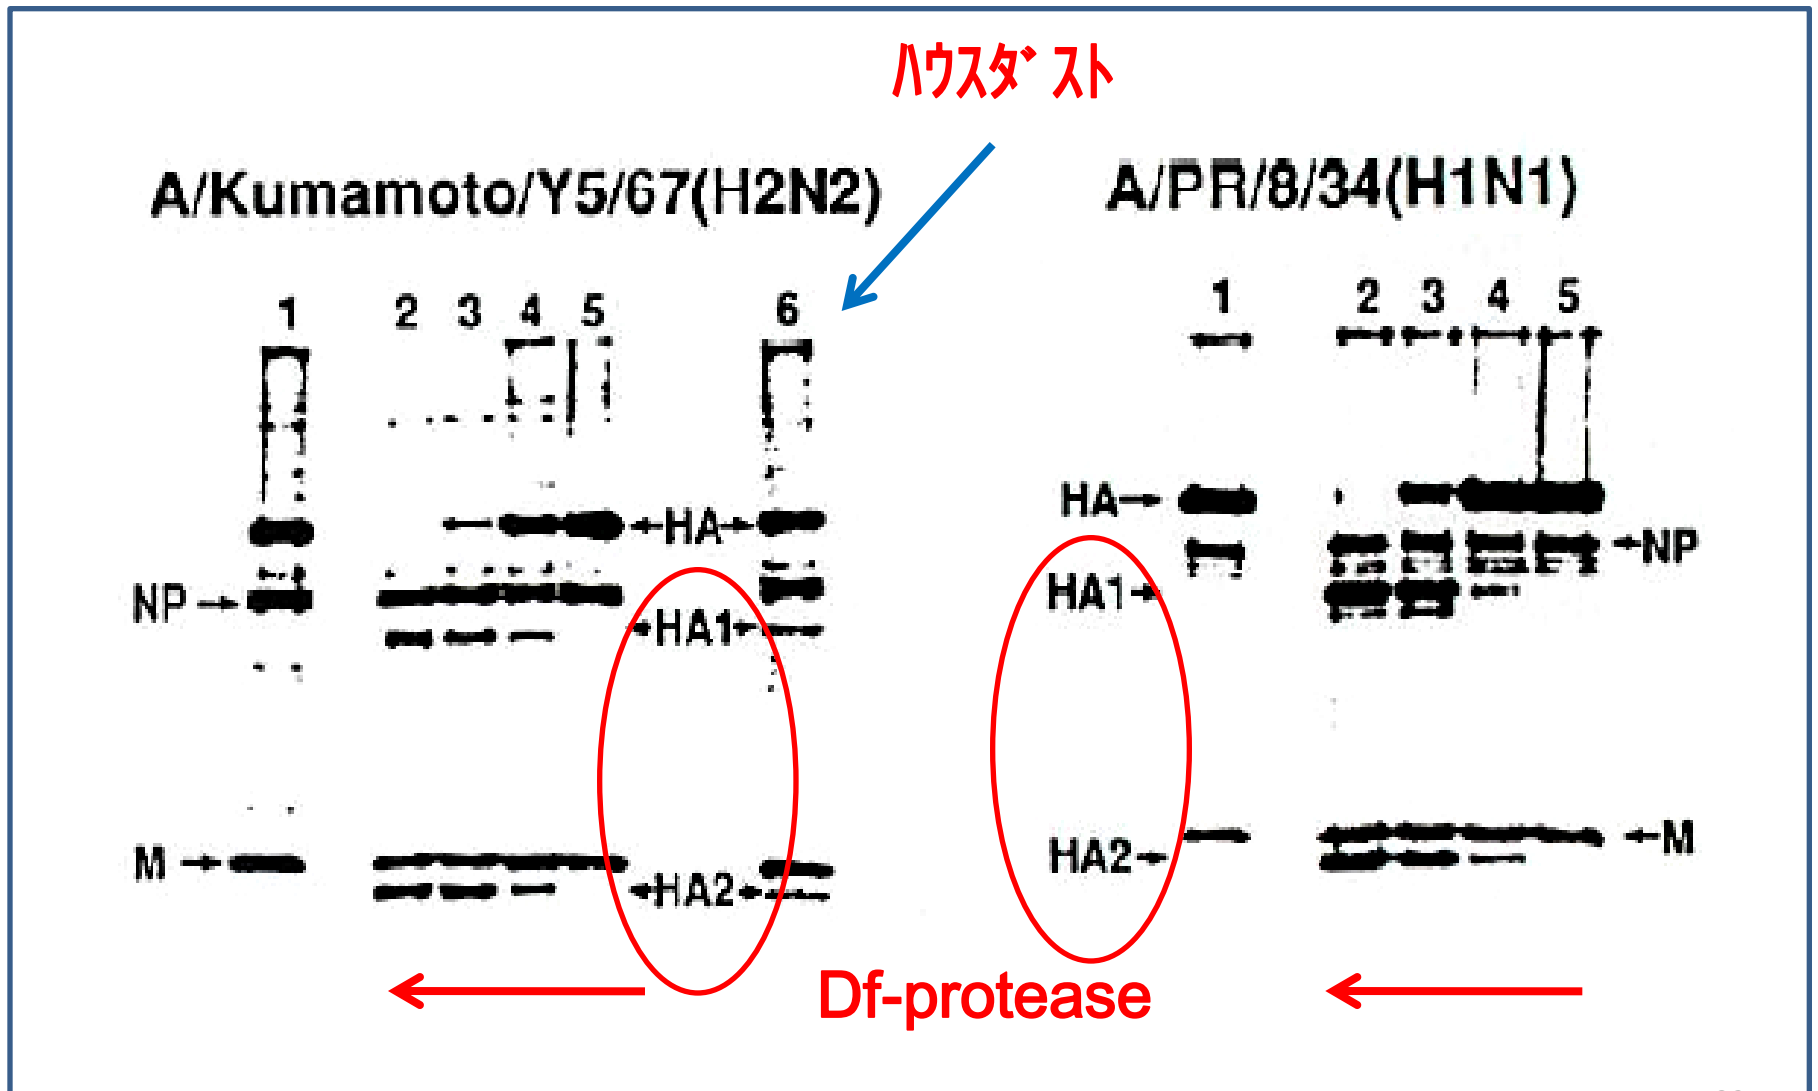 ﾊｳｽﾀﾞｽﾄ
A/Kumamoto/Y5/67(H2N2)
A/PR/8/34(H1N1)
1 2 3 4 5 6
1 2 3 4 5
←HA→
HA→
←NP
NP→
←HA1→
HA1→
M→
←HA2→
HA2→
←M
Df-protease